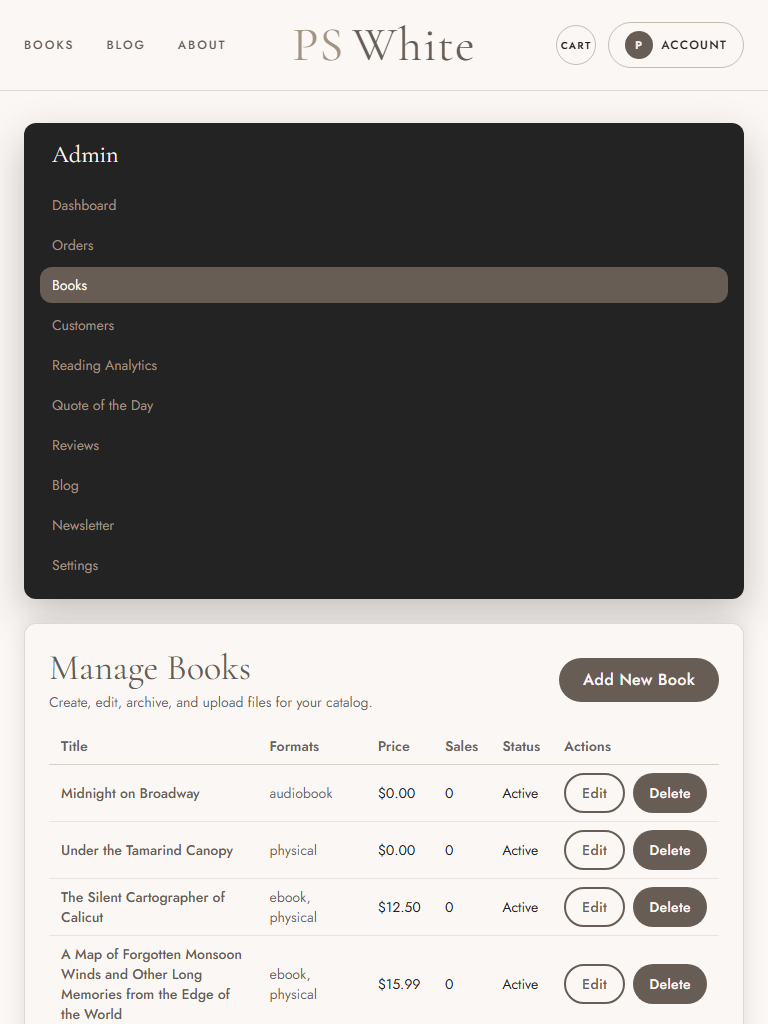 BOOKS BLOG ABOUT PS White CART P ACCOUNT
Admin
Dashboard
Orders
Books
Customers
Reading Analytics
Quote of the Day
Reviews
Blog
Newsletter
Settings
Manage Books
Create, edit, archive, and upload files for your catalog.
Add New Book
Title Formats Price Sales Status Actions
Midnight on Broadway audiobook $0.00 0 Active Edit Delete
Under the Tamarind Canopy physical $0.00 0 Active Edit Delete
The Silent Cartographer of
Calicut
ebook,
physical
$12.50 0 Active Edit Delete
A Map of Forgotten Monsoon
Winds and Other Long
Memories from the Edge of
the World
ebook,
physical
$15.99 0 Active Edit Delete